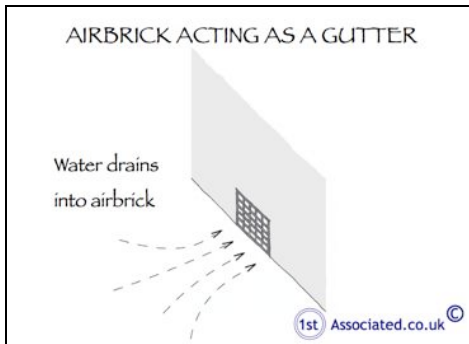 AIRBRICK ACTING AS A GUTTER
Water drains
into airbrick
1st Associated.co.uk ©